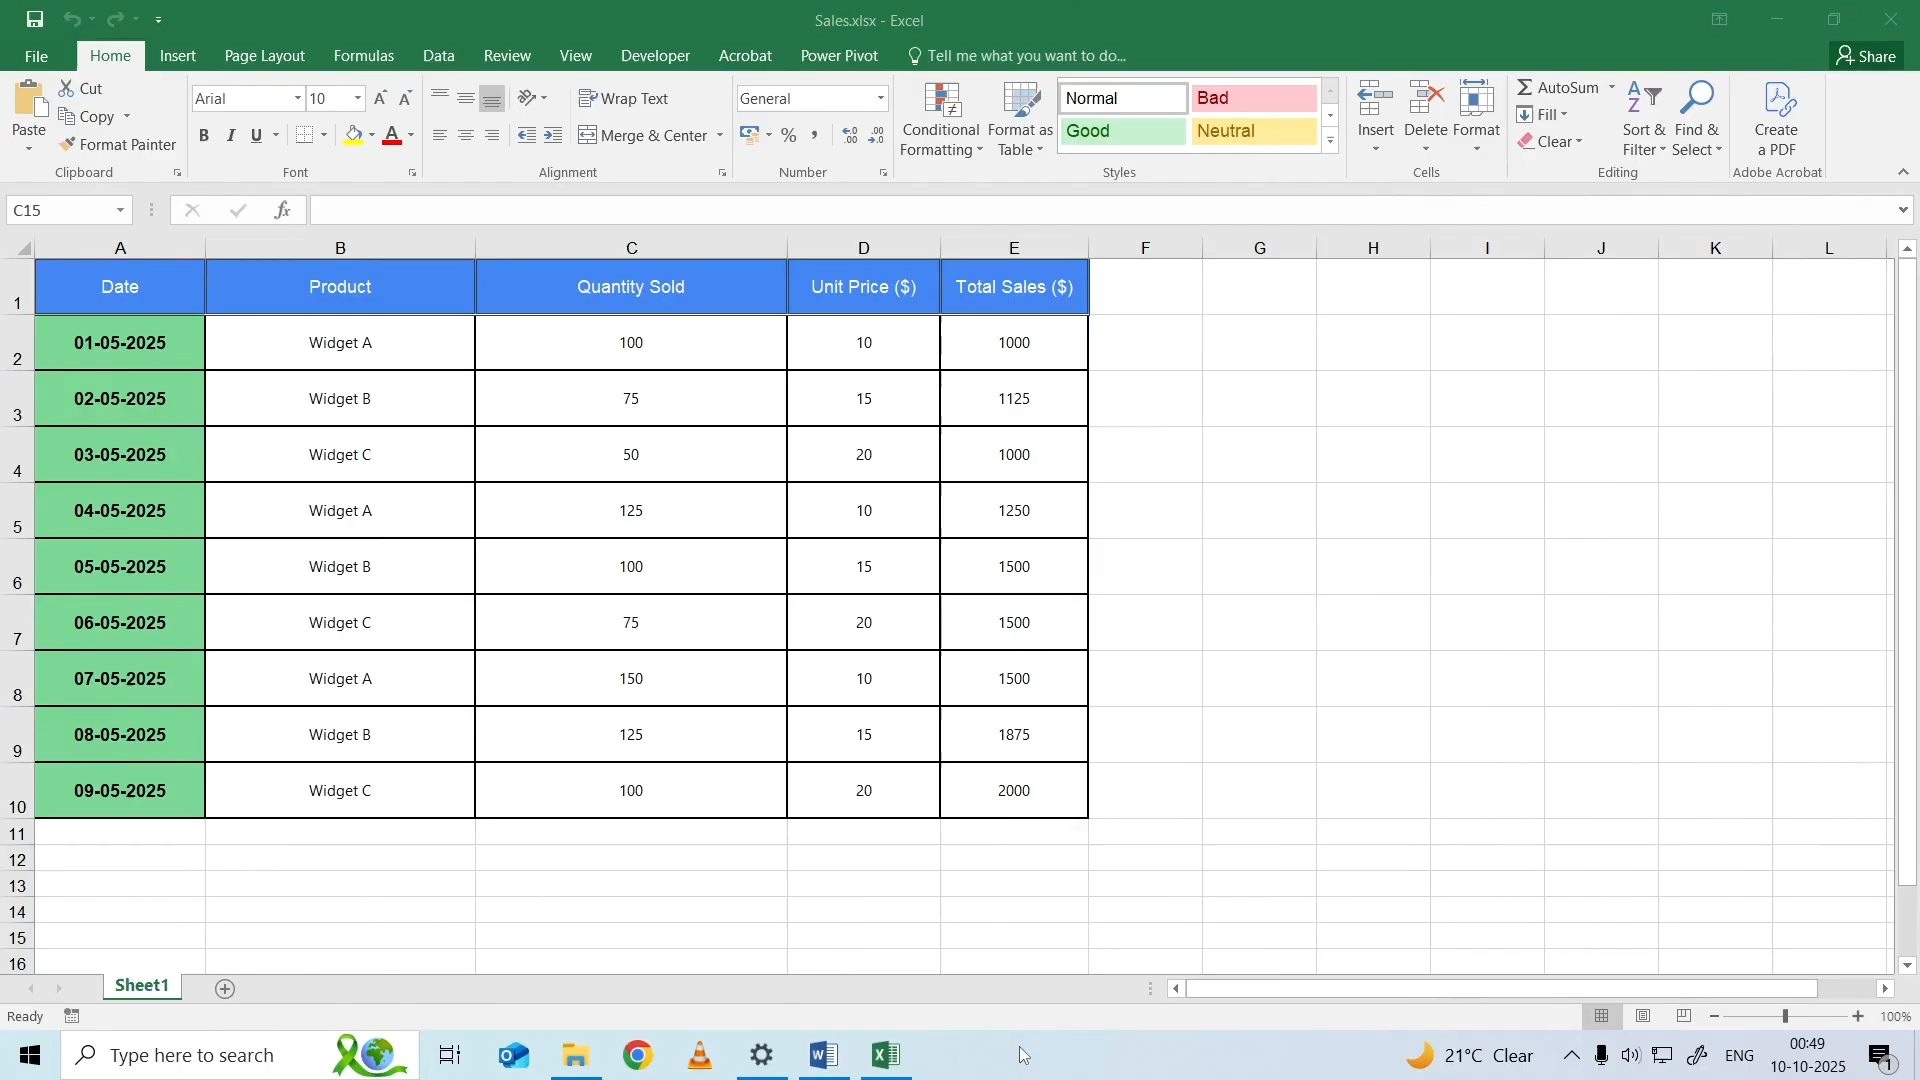 Sales.xlsx - Excel
File Home Insert Page Layout Formulas Data Review View Developer Acrobat Power Pivot Tell me what you want to do... Share
Paste
Cut
Copy
Format Painter
Clipboard
Arial 10
B I U
Font
Wrap Text
Merge & Center
Alignment
General
Number
Conditional Formatting
Format as Table
Normal Bad
Good Neutral
Styles
Insert Delete Format
Cells
AutoSum
Fill
Clear
Sort & Filter
Find & Select
Editing
Create a PDF
Adobe Acrobat
C15 fx
A B C D E F G H I J K L
1 Date Product Quantity Sold Unit Price ($) Total Sales ($)
2 01-05-2025 Widget A 100 10 1000
3 02-05-2025 Widget B 75 15 1125
4 03-05-2025 Widget C 50 20 1000
5 04-05-2025 Widget A 125 10 1250
6 05-05-2025 Widget B 100 15 1500
7 06-05-2025 Widget C 75 20 1500
8 07-05-2025 Widget A 150 10 1500
9 08-05-2025 Widget B 125 15 1875
10 09-05-2025 Widget C 100 20 2000
11
12
13
14
15
16
Sheet1
Ready 100%
Type here to search 21°C Clear ENG 00:49
10-10-2025 1